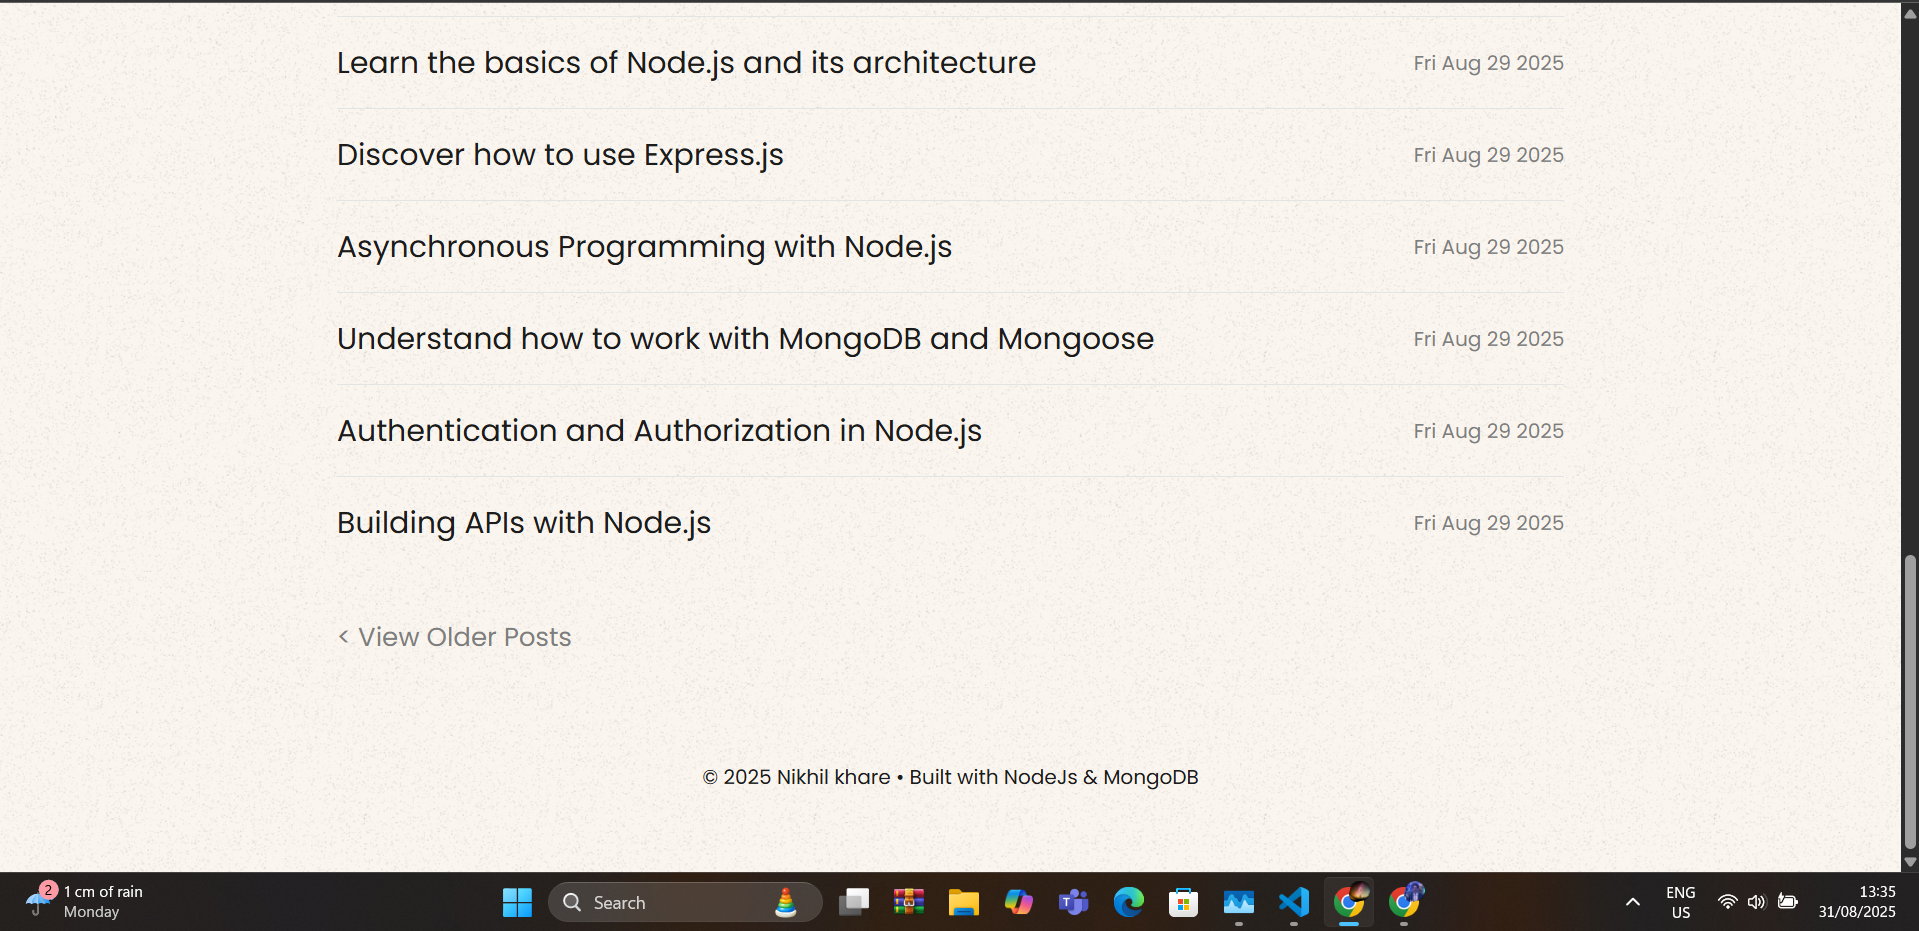 Learn the basics of Node.js and its architecture Fri Aug 29 2025
Discover how to use Express.js Fri Aug 29 2025
Asynchronous Programming with Node.js Fri Aug 29 2025
Understand how to work with MongoDB and Mongoose Fri Aug 29 2025
Authentication and Authorization in Node.js Fri Aug 29 2025
Building APIs with Node.js Fri Aug 29 2025
< View Older Posts
© 2025 Nikhil khare • Built with NodeJs & MongoDB
2
1 cm of rain
Monday
Search
ENG
US
13:35
31/08/2025